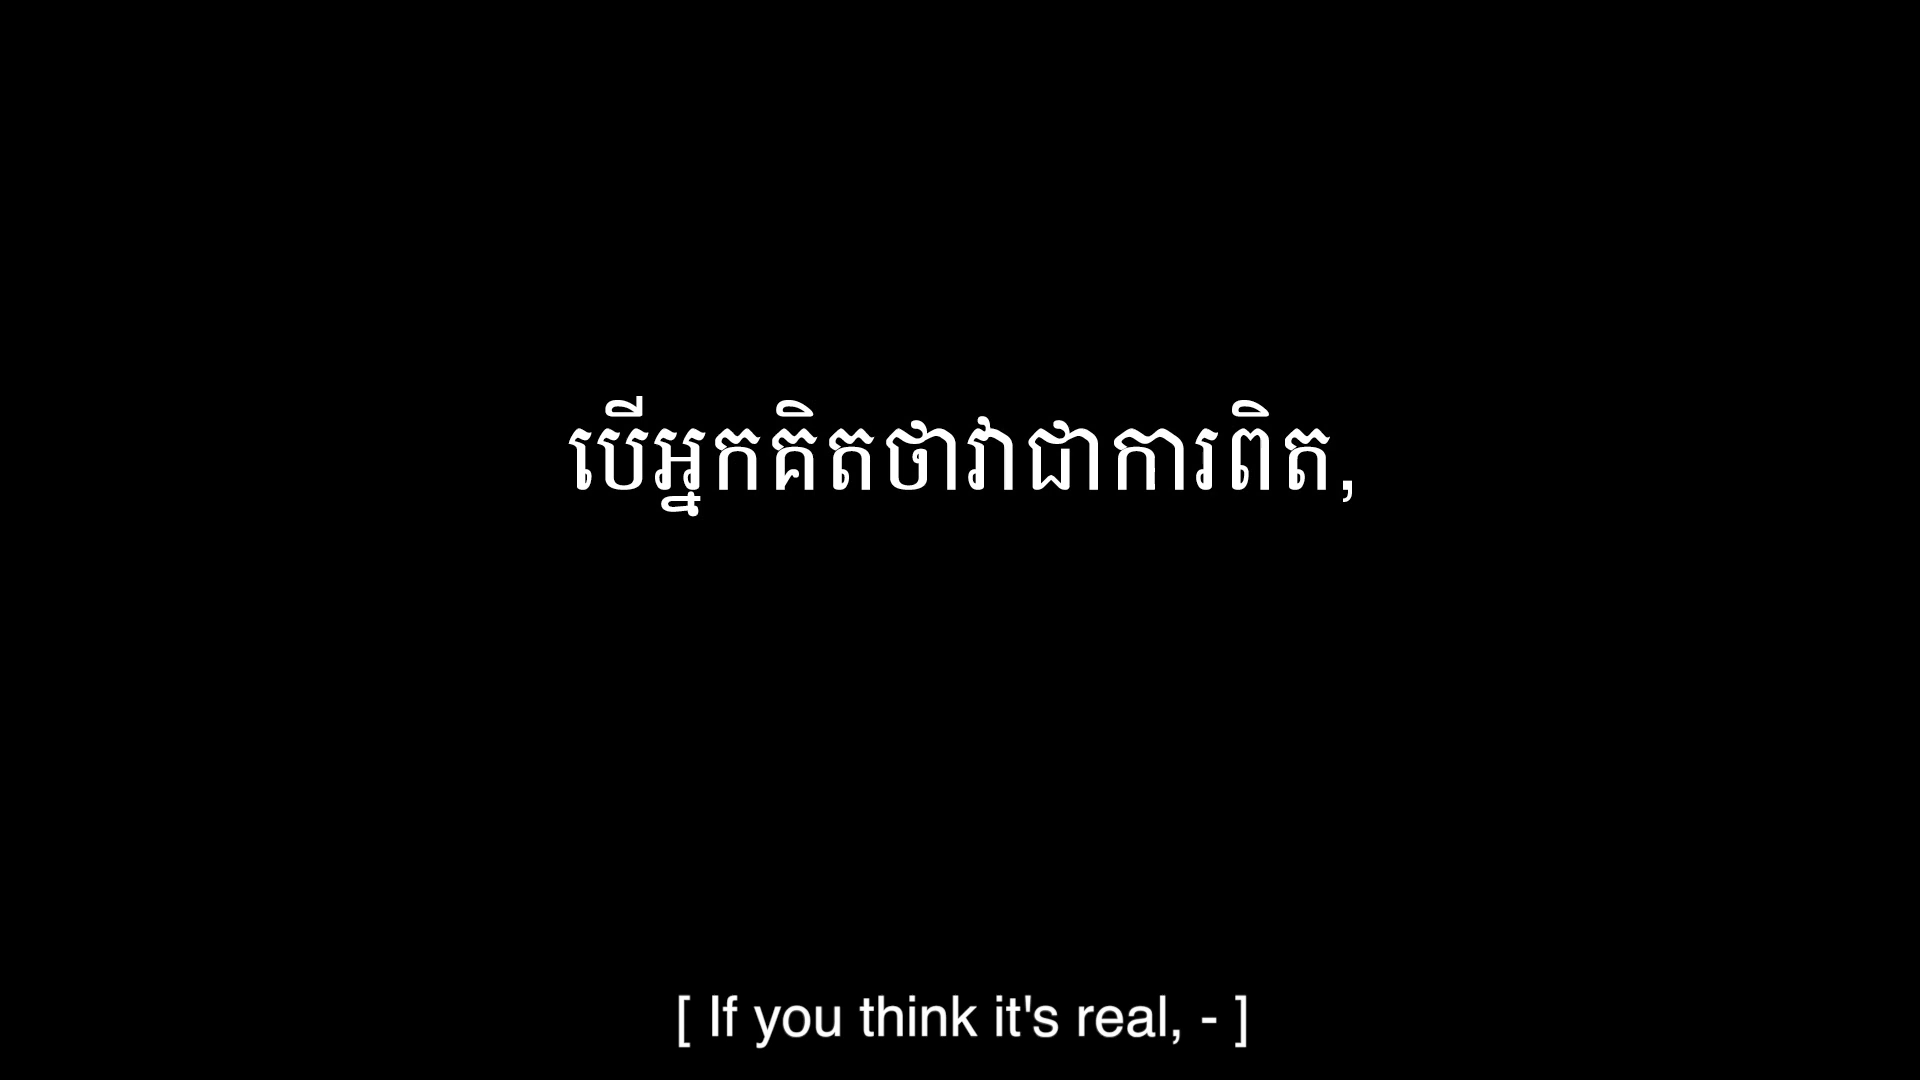 បើអ្នកគិតថាវាជាការពិត,
[ If you think it's real, - ]